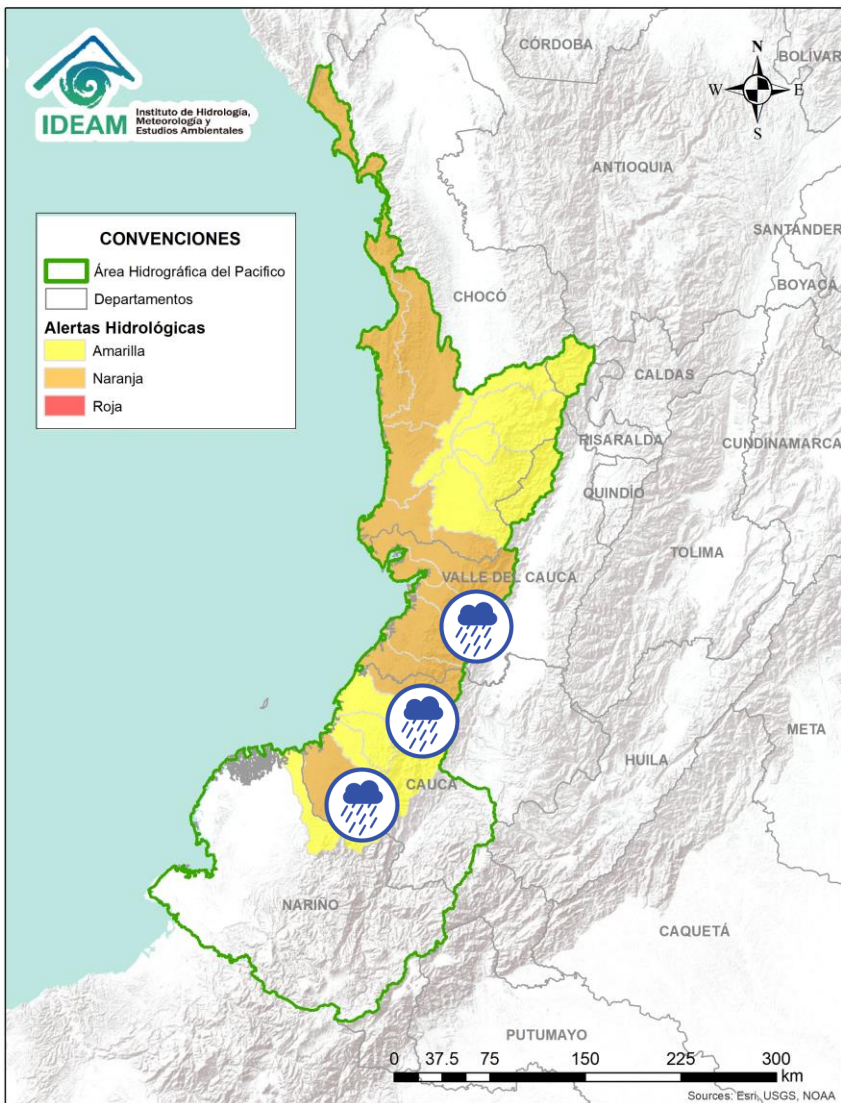 IDEAM
Instituto de Hidrología,
Meteorología y
Estudios Ambientales
CÓRDOBA
BOLÍVAR
N
W
E
S
ANTIOQUIA
SANTANDER
BOYACÁ
CONVENCIONES
Área Hidrográfica del Pacifico
Departamentos
Alertas Hidrológicas
Amarilla
Naranja
Roja
CHOCÓ
CALDAS
RISARALDA
CUNDINAMARCA
QUINDÍO
TOLIMA
VALLE DEL CAUCA
META
HUILA
CAUCA
NARIÑO
CAQUETÁ
PUTUMAYO
0 37.5 75 150 225 300
km
Sources: Esri, USGS, NOAA